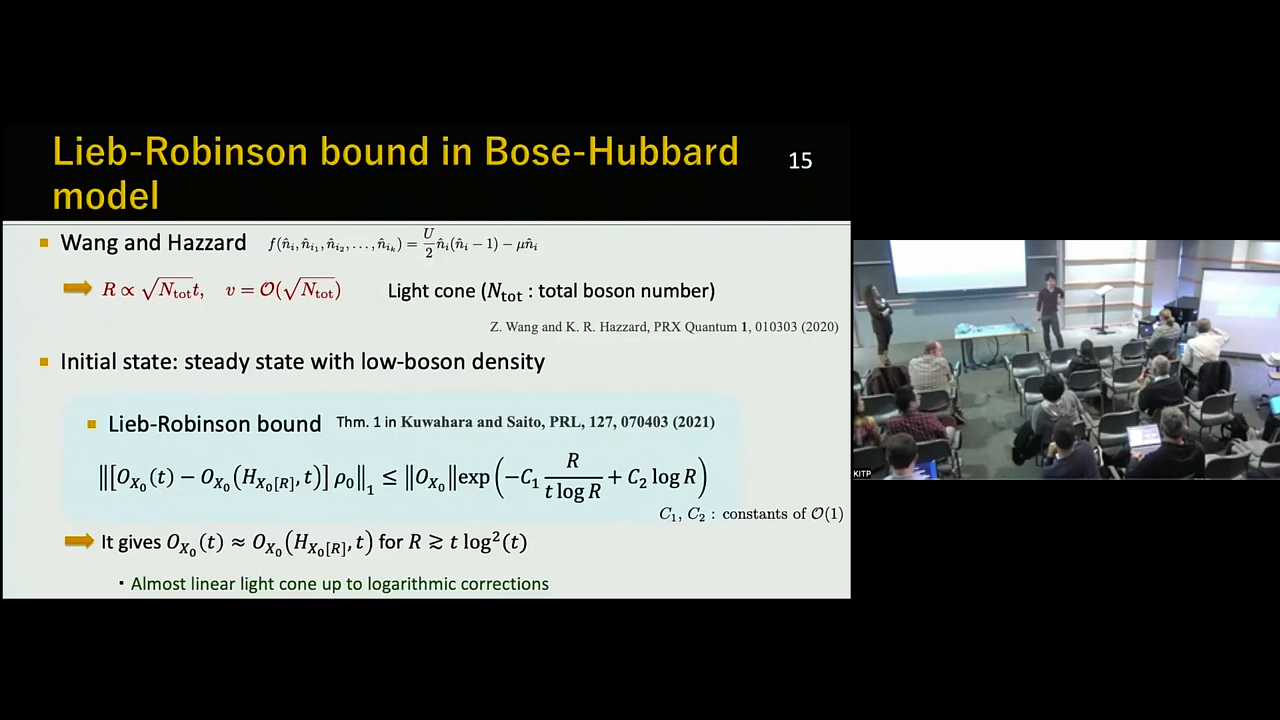 Lieb-Robinson bound in Bose-Hubbard
model
15
Wang and Hazzard f(n̂_i, n̂_{i_1}, n̂_{i_2}, ..., n̂_{i_k}) = U/2 n̂_i(n̂_i − 1) − μn̂_i
R ∝ √N_tot t, v = 𝒪(√N_tot) Light cone (N_tot : total boson number)
Z. Wang and K. R. Hazzard, PRX Quantum 1, 010303 (2020)
Initial state: steady state with low-boson density
Lieb-Robinson bound Thm. 1 in Kuwahara and Saito, PRL, 127, 070403 (2021)
‖[O_{X_0}(t) − O_{X_0}(H_{X_0[R]}, t)] ρ_0‖_1 ≤ ‖O_{X_0}‖exp(−C_1 R/(t log R) + C_2 log R)
C_1, C_2 : constants of 𝒪(1)
It gives O_{X_0}(t) ≈ O_{X_0}(H_{X_0[R]}, t) for R ≳ t log²(t)
Almost linear light cone up to logarithmic corrections
KITP